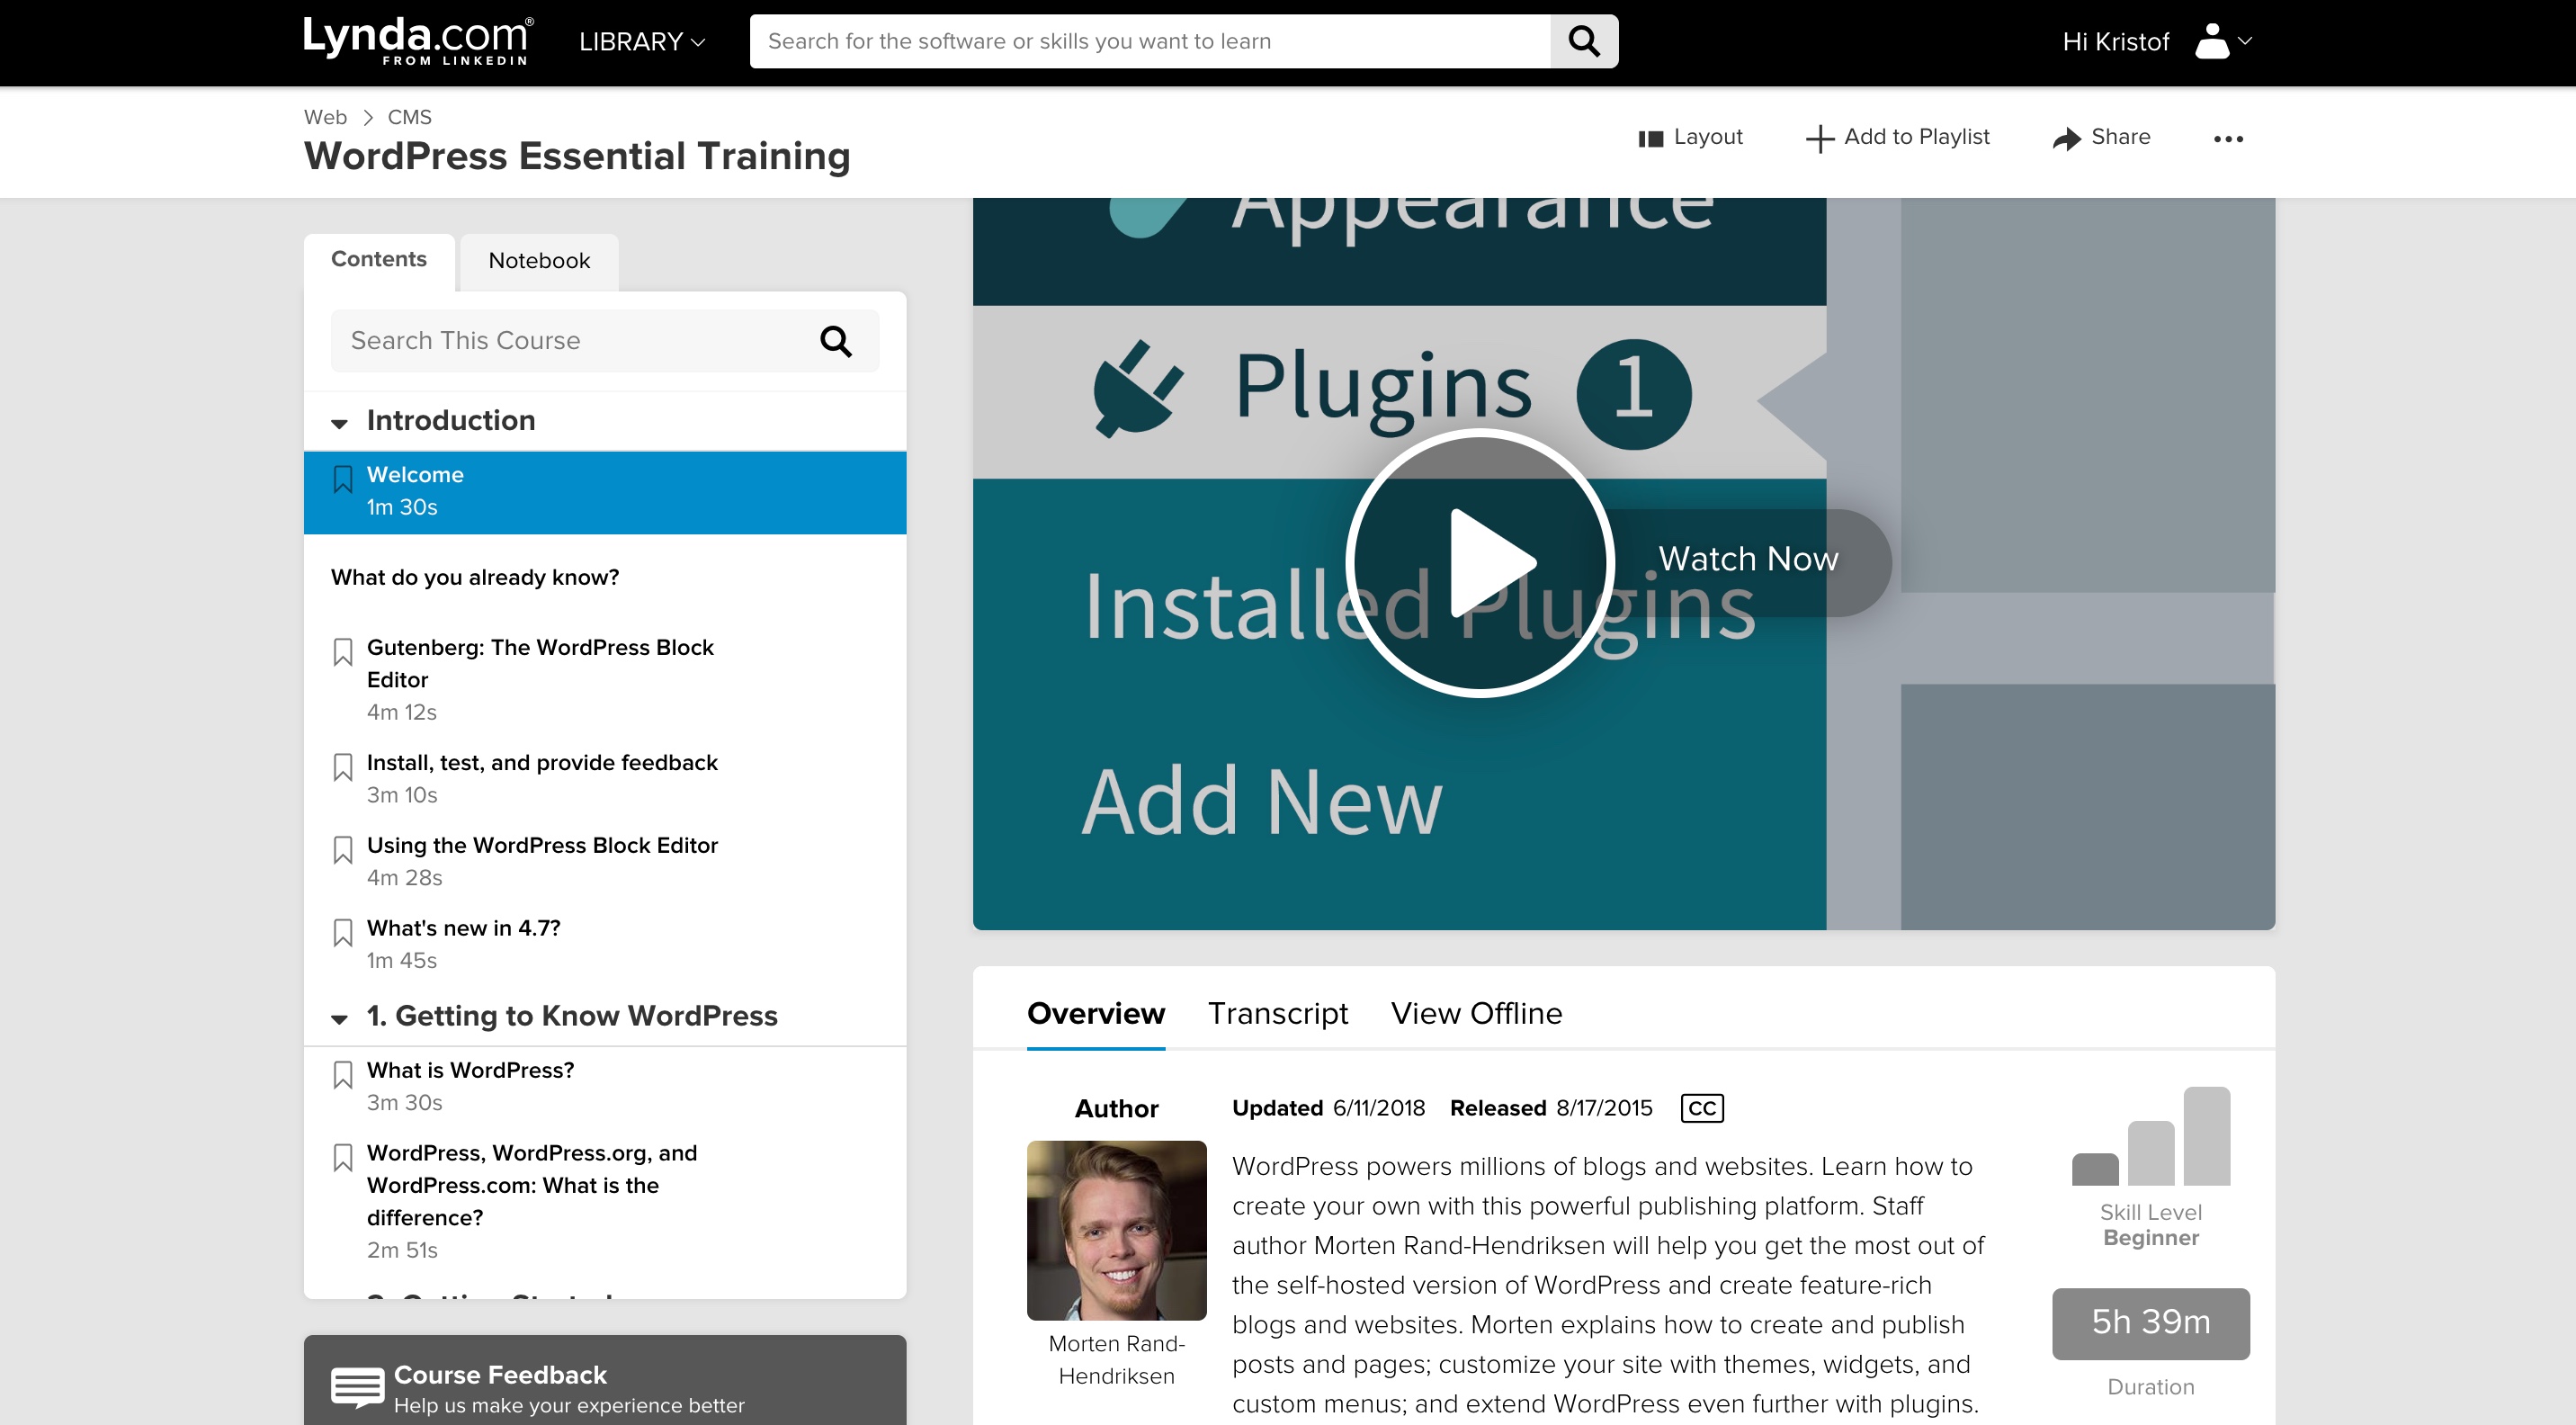 Lynda.com®
FROM LINKEDIN
LIBRARY
Search for the software or skills you want to learn
Hi Kristof
Web > CMS
WordPress Essential Training
Layout
Add to Playlist
Share
Contents
Notebook
Search This Course
Introduction
Welcome
1m 30s
What do you already know?
Gutenberg: The WordPress Block
Editor
4m 12s
Install, test, and provide feedback
3m 10s
Using the WordPress Block Editor
4m 28s
What's new in 4.7?
1m 45s
1. Getting to Know WordPress
What is WordPress?
3m 30s
WordPress, WordPress.org, and
WordPress.com: What is the
difference?
2m 51s
Course Feedback
Help us make your experience better
Appearance
Plugins 1
Watch Now
Installed Plugins
Add New
Overview
Transcript
View Offline
Author
Morten Rand-
Hendriksen
Updated 6/11/2018 Released 8/17/2015 CC
WordPress powers millions of blogs and websites. Learn how to
create your own with this powerful publishing platform. Staff
author Morten Rand-Hendriksen will help you get the most out of
the self-hosted version of WordPress and create feature-rich
blogs and websites. Morten explains how to create and publish
posts and pages; customize your site with themes, widgets, and
custom menus; and extend WordPress even further with plugins.
Skill Level
Beginner
5h 39m
Duration